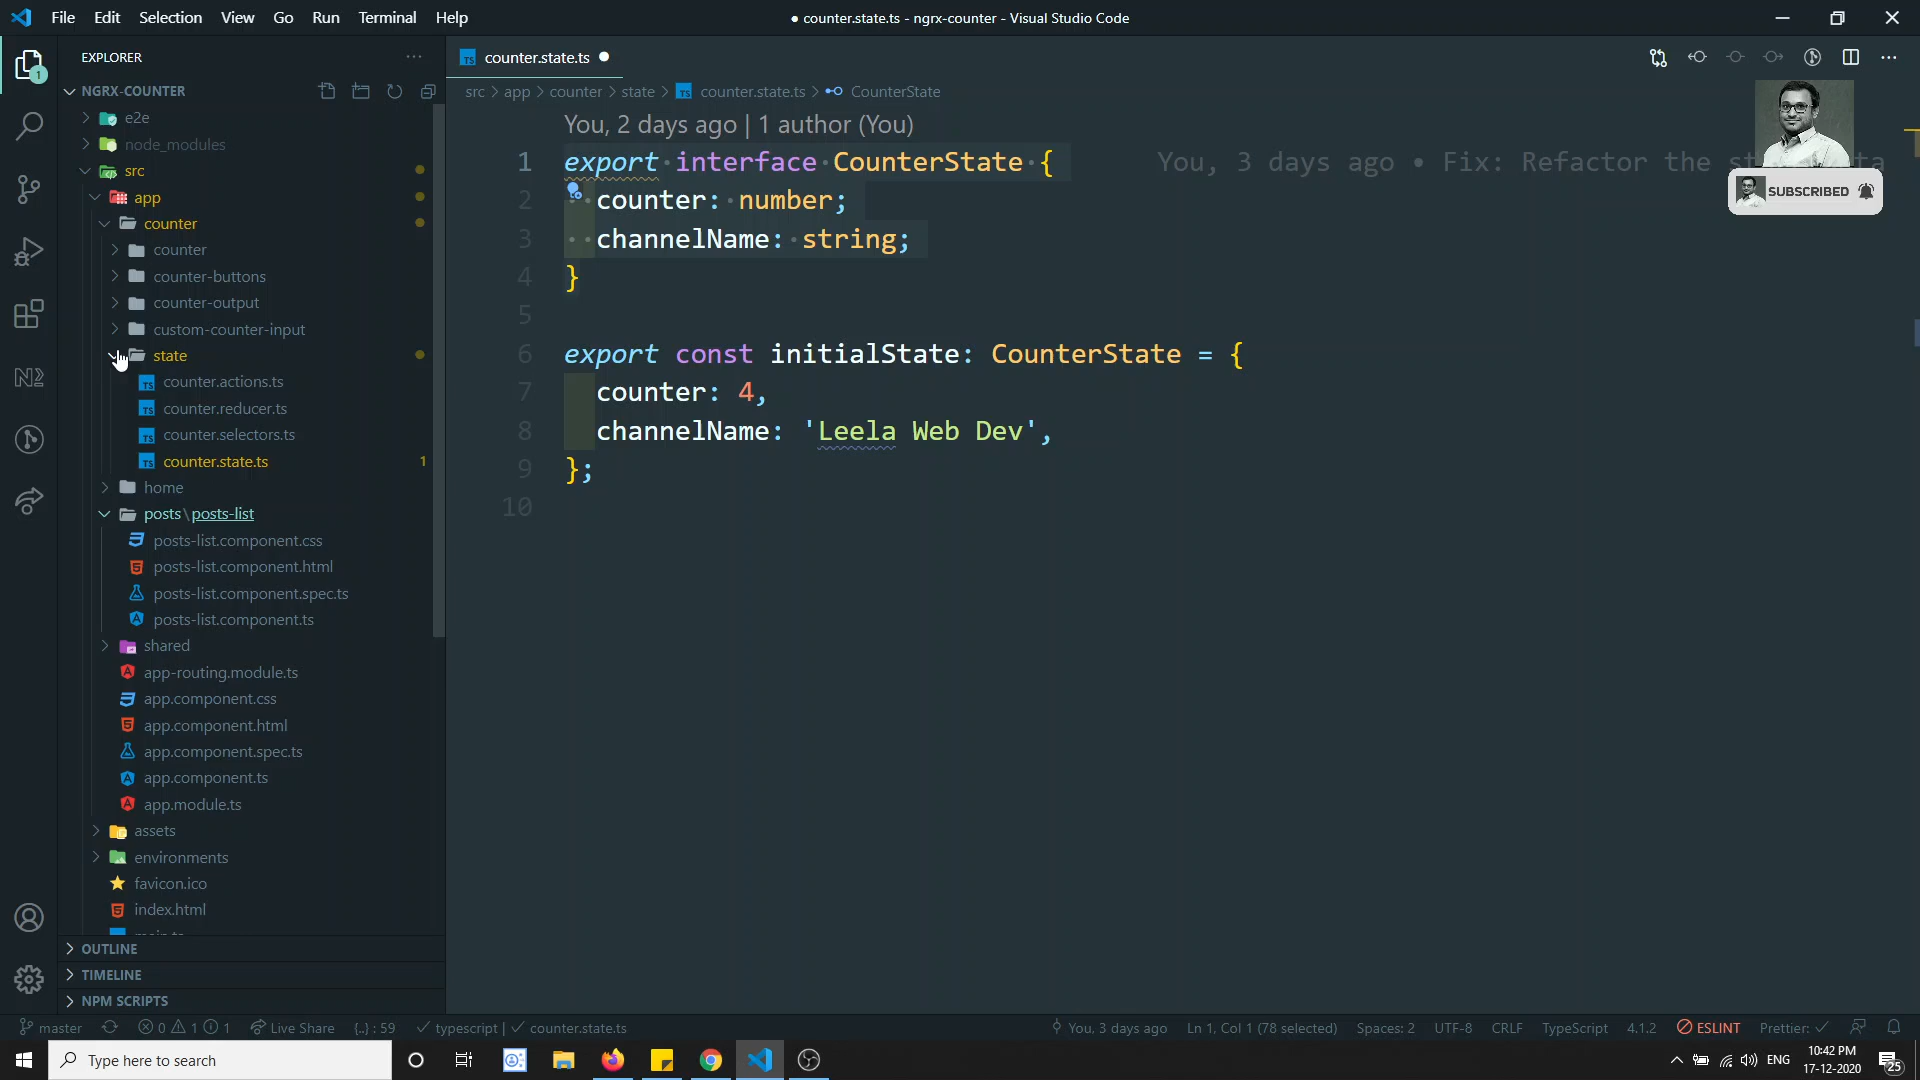 File Edit Selection View Go Run Terminal Help
● counter.state.ts - ngrx-counter - Visual Studio Code
EXPLORER
NGRX-COUNTER
e2e
node_modules
src
app
counter
counter
counter-buttons
counter-output
custom-counter-input
state
counter.actions.ts
counter.reducer.ts
counter.selectors.ts
counter.state.ts 1
home
posts\posts-list
posts-list.component.css
posts-list.component.html
posts-list.component.spec.ts
posts-list.component.ts
shared
app-routing.module.ts
app.component.css
app.component.html
app.component.spec.ts
app.component.ts
app.module.ts
assets
environments
favicon.ico
index.html
OUTLINE
TIMELINE
NPM SCRIPTS
1
counter.state.ts ●
src > app > counter > state > TS counter.state.ts > CounterState
You, 2 days ago | 1 author (You)
1 export interface CounterState { You, 3 days ago • Fix: Refactor the
2 counter: number;
3 channelName: string;
4 }
5
6 export const initialState: CounterState = {
7 counter: 4,
8 channelName: 'Leela Web Dev',
9 };
10
SUBSCRIBED
master 0 1 1 Live Share {..} : 59 ✓ typescript | ✓ counter.state.ts You, 3 days ago Ln 1, Col 1 (78 selected) Spaces: 2 UTF-8 CRLF TypeScript 4.1.2 ESLINT Prettier: ✓
Type here to search
ENG
10:42 PM
17-12-2020
25